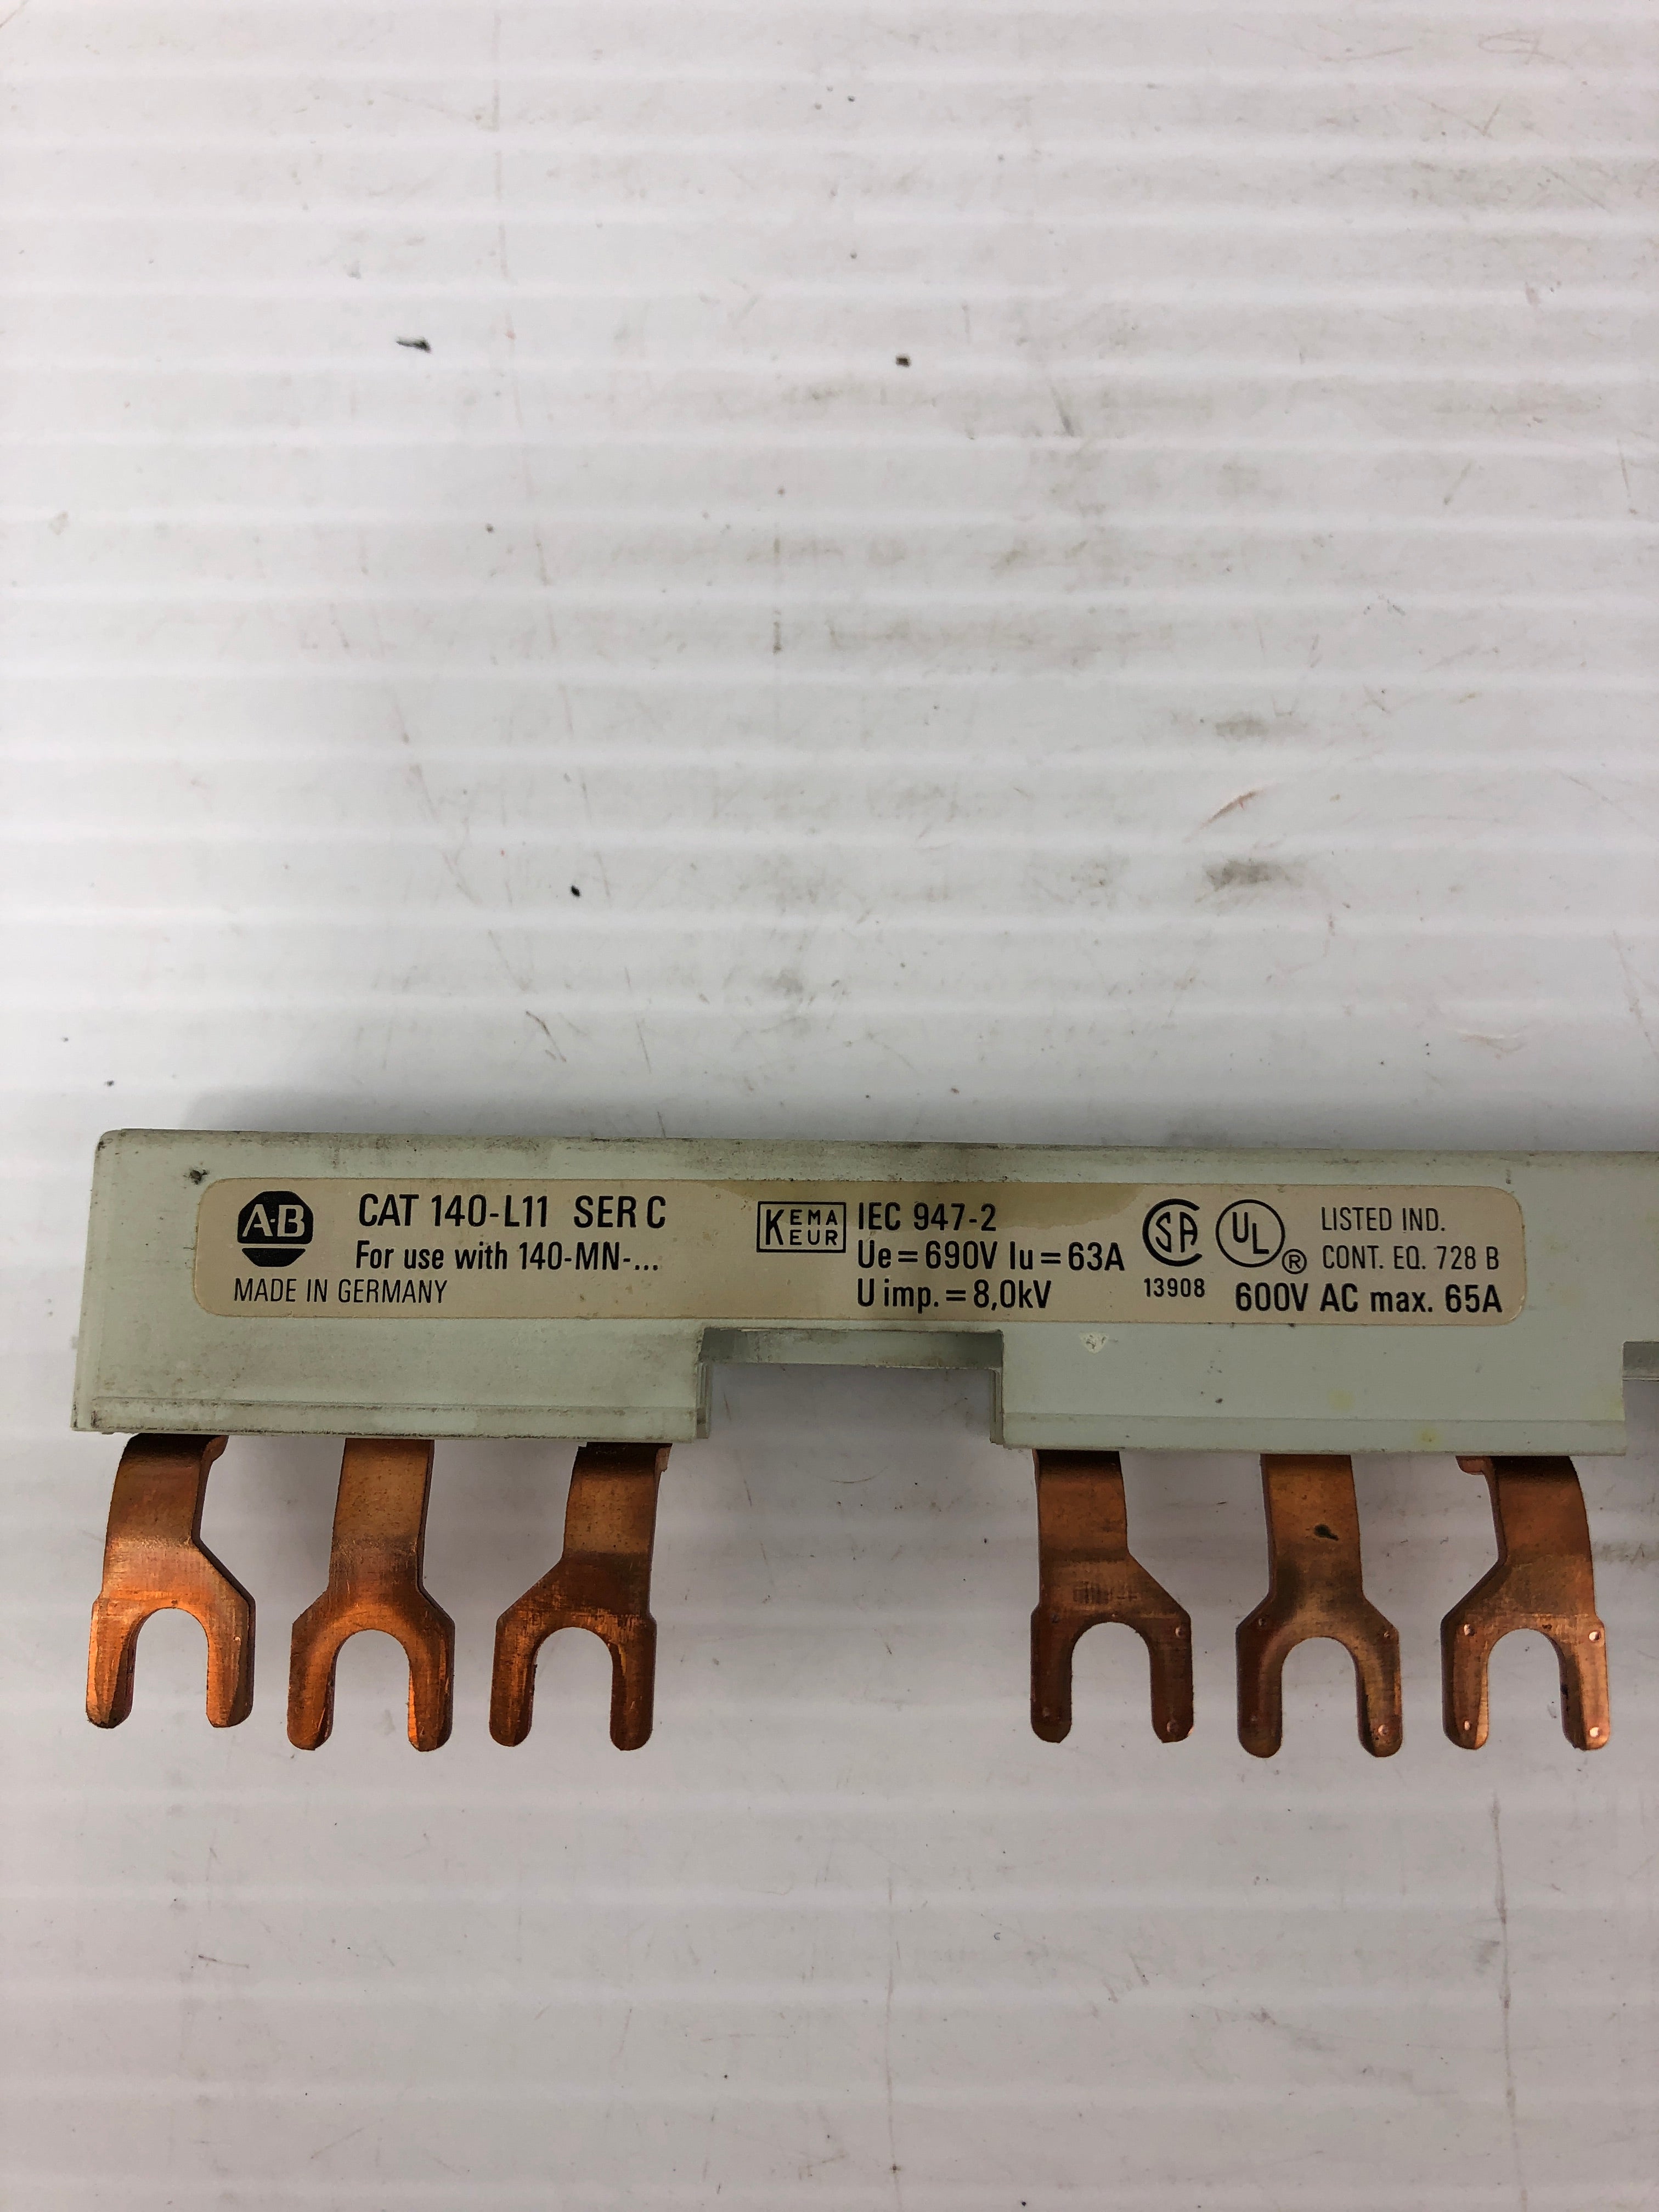 A-B
CAT 140-L11 SER C
For use with 140-MN-...
MADE IN GERMANY
KEMA
KEUR
IEC 947-2
Ue = 690V Iu = 63A
U imp. = 8,0kV
SA
13908
UL ®
LISTED IND.
CONT. EQ. 728 B
600V AC max. 65A